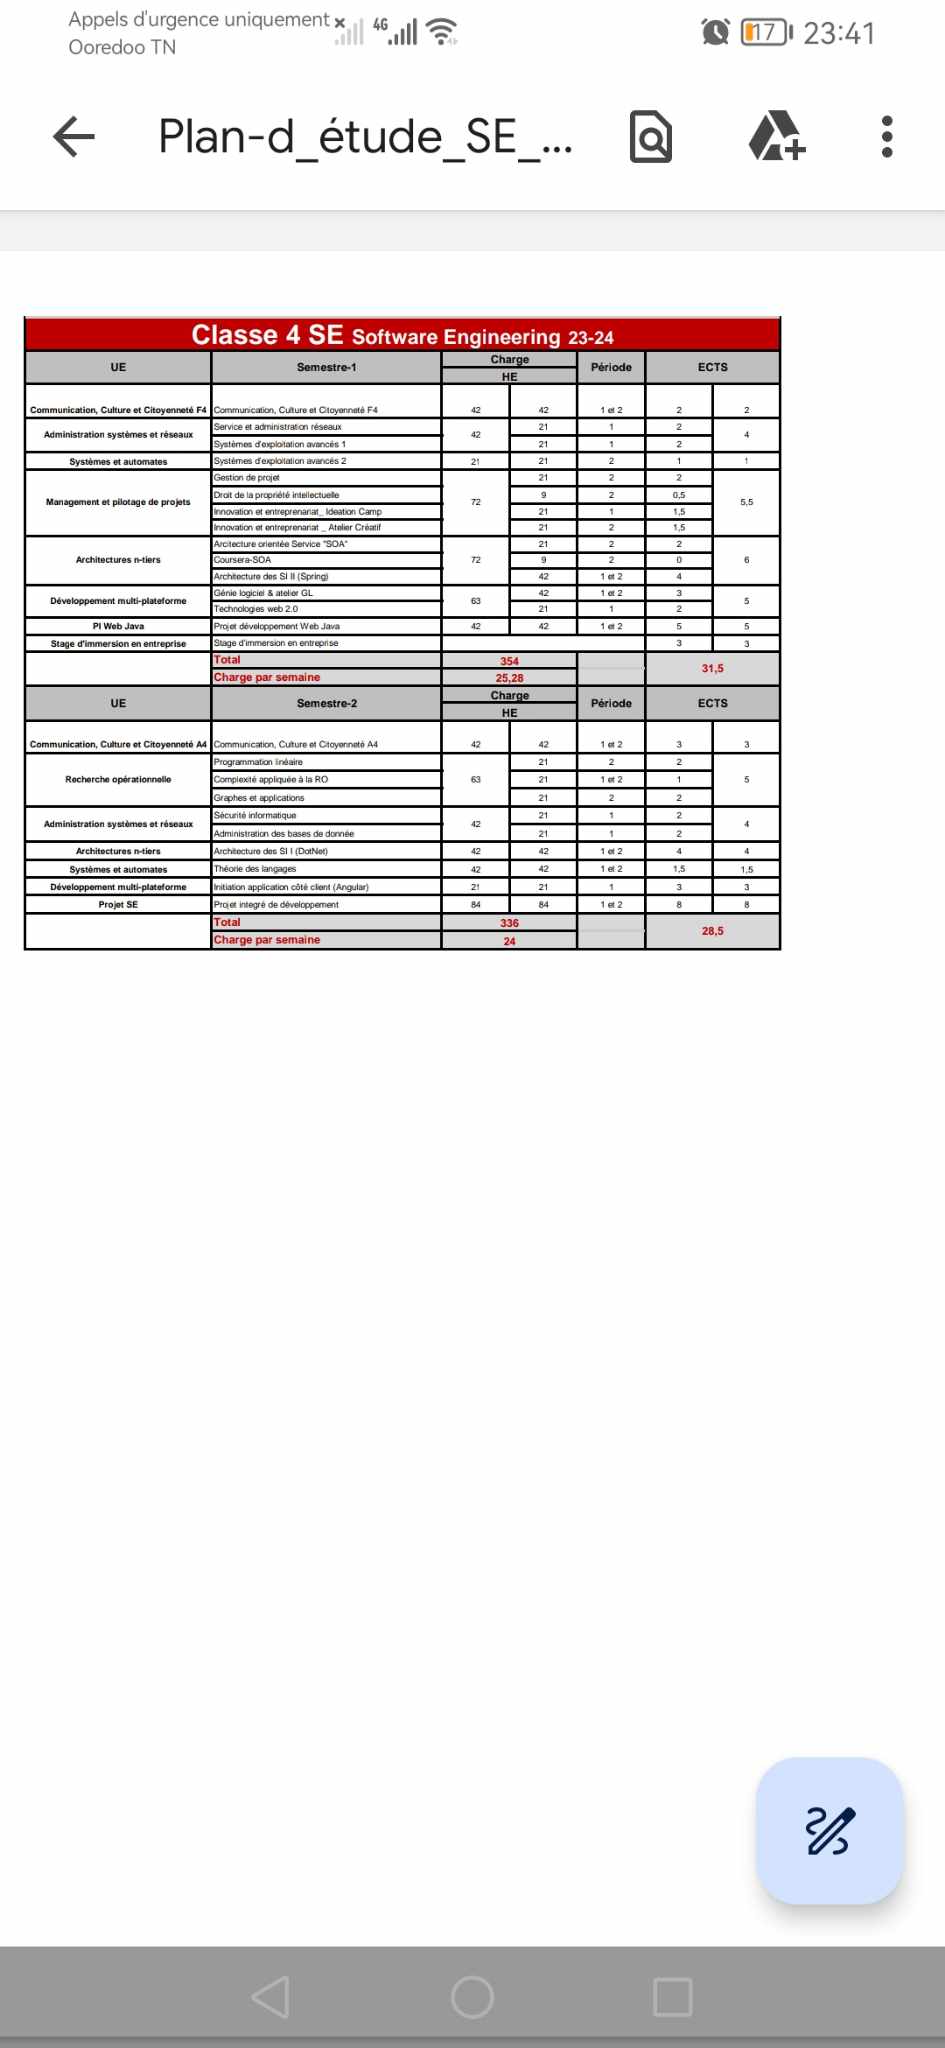 Appels d'urgence uniquement 4G 17 23:41
Ooredoo TN
Plan-d_étude_SE_...
Classe 4 SE Software Engineering 23-24
UE Semestre-1 Charge Période ECTS
HE
Communication, Culture et Citoyenneté F4 Communication, Culture et Citoyenneté F4 42 42 1 et 2 2 2
Administration systèmes et réseaux Service et administration réseaux 42 21 1 2 4
Systèmes d'exploitation avancés 1 21 1 2
Systèmes et automates Systèmes d'exploitation avancés 2 21 21 2 1 1
Management et pilotage de projets Gestion de projet 72 21 2 2 5,5
Droit de la propriété intellectuelle 9 2 0,5
Innovation et entreprenariat_ Ideation Camp 21 1 1,5
Innovation et entreprenariat _ Atelier Créatif 21 2 1,5
Architectures n-tiers Arcitecture orientée Service "SOA" 72 21 2 2 6
Coursera-SOA 9 2 0
Architecture des SI II (Spring) 42 1 et 2 4
Développement multi-plateforme Génie logiciel & atelier GL 63 42 1 et 2 3 5
Technologies web 2.0 21 1 2
PI Web Java Projet développement Web Java 42 42 1 et 2 5 5
Stage d'immersion en entreprise Stage d'immersion en entreprise 3 3
Total 354 31,5
Charge par semaine 25,28
UE Semestre-2 Charge Période ECTS
HE
Communication, Culture et Citoyenneté A4 Communication, Culture et Citoyenneté A4 42 42 1 et 2 3 3
Recherche opérationnelle Programmation linéaire 63 21 2 2 5
Complexité appliquée à la RO 21 1 et 2 1
Graphes et applications 21 2 2
Administration systèmes et réseaux Sécurité informatique 42 21 1 2 4
Administration des bases de donnée 21 1 2
Architectures n-tiers Architecture des SI I (DotNet) 42 42 1 et 2 4 4
Systèmes et automates Théorie des langages 42 42 1 et 2 1,5 1,5
Développement multi-plateforme Initiation application côté client (Angular) 21 21 1 3 3
Projet SE Projet integré de développement 84 84 1 et 2 8 8
Total 336 28,5
Charge par semaine 24